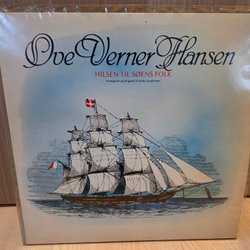 Ove Verner Hansen
HILSEN TIL SØENS FOLK